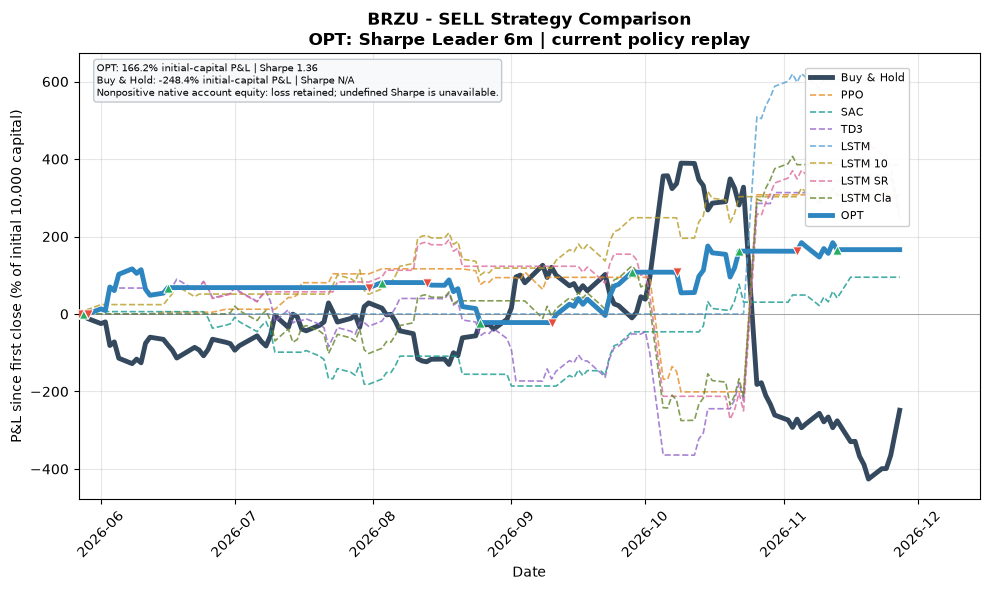 BRZU - SELL Strategy Comparison
OPT: Sharpe Leader 6m | current policy replay
OPT: 166.2% initial-capital P&L | Sharpe 1.36
Buy & Hold: -248.4% initial-capital P&L | Sharpe N/A
Nonpositive native account equity: loss retained; undefined Sharpe is unavailable.
Buy & Hold
PPO
SAC
TD3
LSTM
LSTM 10
LSTM SR
LSTM Cla
OPT
P&L since first close (% of initial 10,000 capital)
600
400
200
0
−200
−400
2026-06
2026-07
2026-08
2026-09
2026-10
2026-11
2026-12
Date